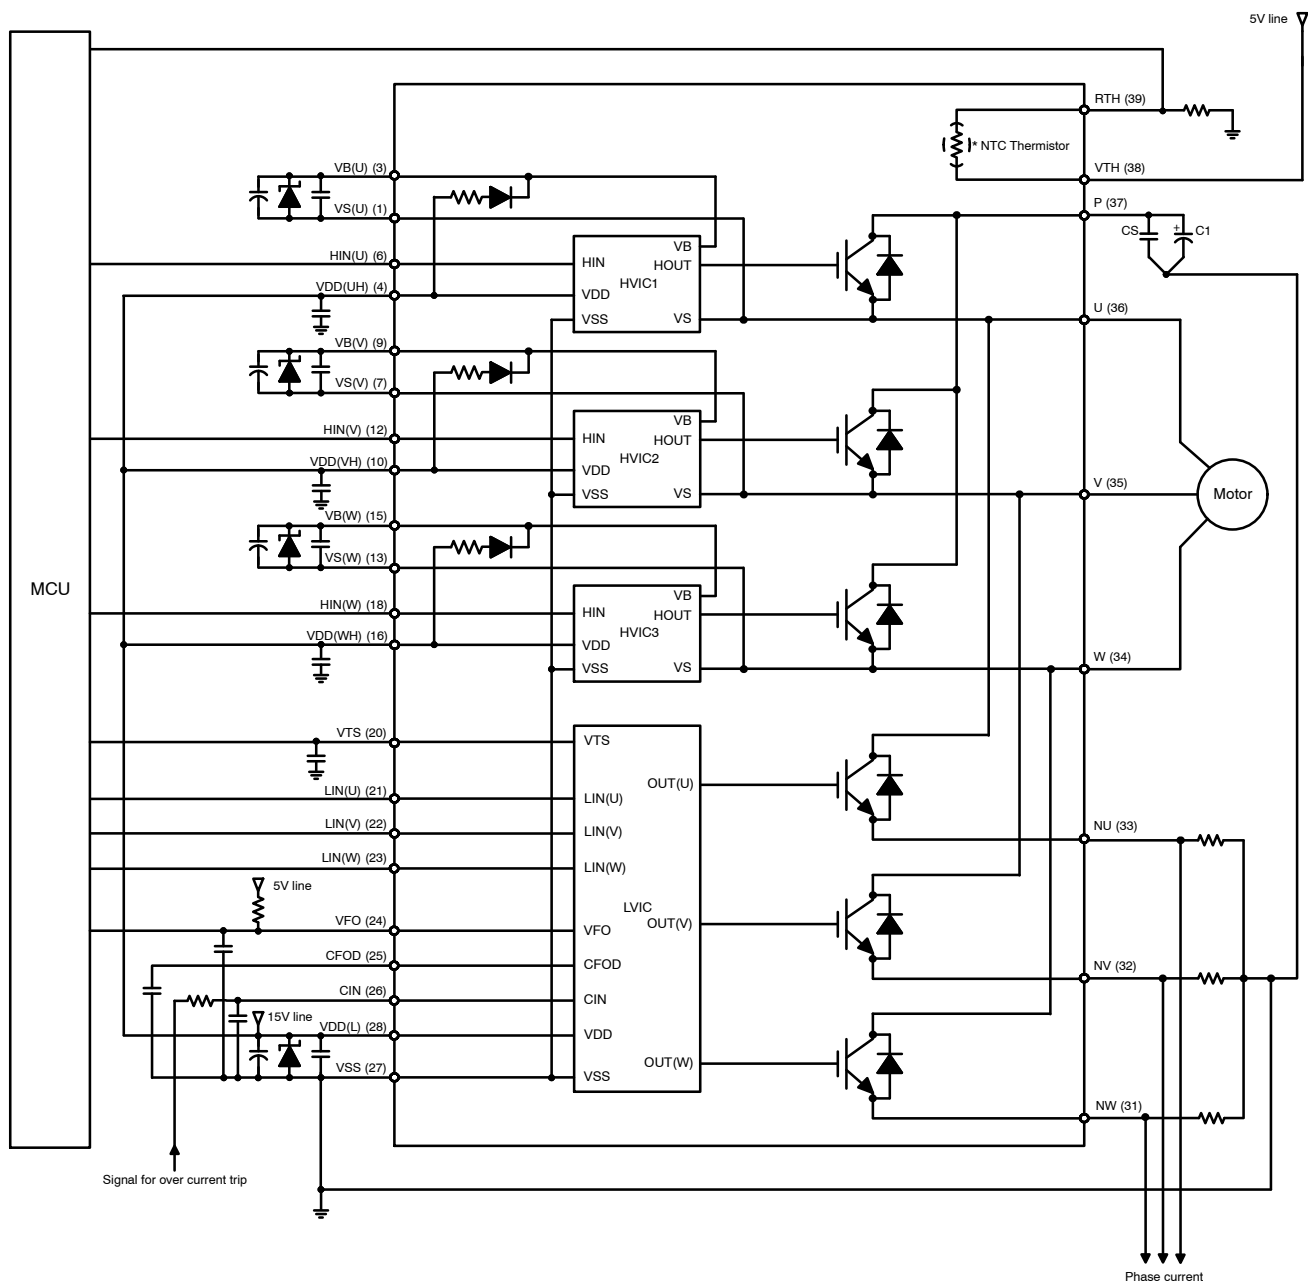 5V line
RTH (39)
* NTC Thermistor
VTH (38)
VB(U) (3)
VS(U) (1)
P (37)
CS
+
C1
VB
HIN(U) (6)
HIN
HOUT
HVIC1
VDD(UH) (4)
VDD
U (36)
VSS
VS
VB(V) (9)
VS(V) (7)
VB
HIN(V) (12)
HIN
HOUT
HVIC2
VDD(VH) (10)
VDD
VSS
VS
V (35)
Motor
VB(W) (15)
VS(W) (13)
MCU
VB
HIN(W) (18)
HIN
HOUT
HVIC3
VDD(WH) (16)
VDD
W (34)
VSS
VS
VTS (20)
VTS
OUT(U)
LIN(U) (21)
LIN(U)
LIN(V) (22)
LIN(V)
NU (33)
LIN(W) (23)
LIN(W)
5V line
LVIC
VFO (24)
VFO
OUT(V)
CFOD (25)
CFOD
NV (32)
CIN (26)
CIN
15V line
VDD(L) (28)
VDD
VSS (27)
VSS
OUT(W)
NW (31)
Signal for over current trip
Phase current